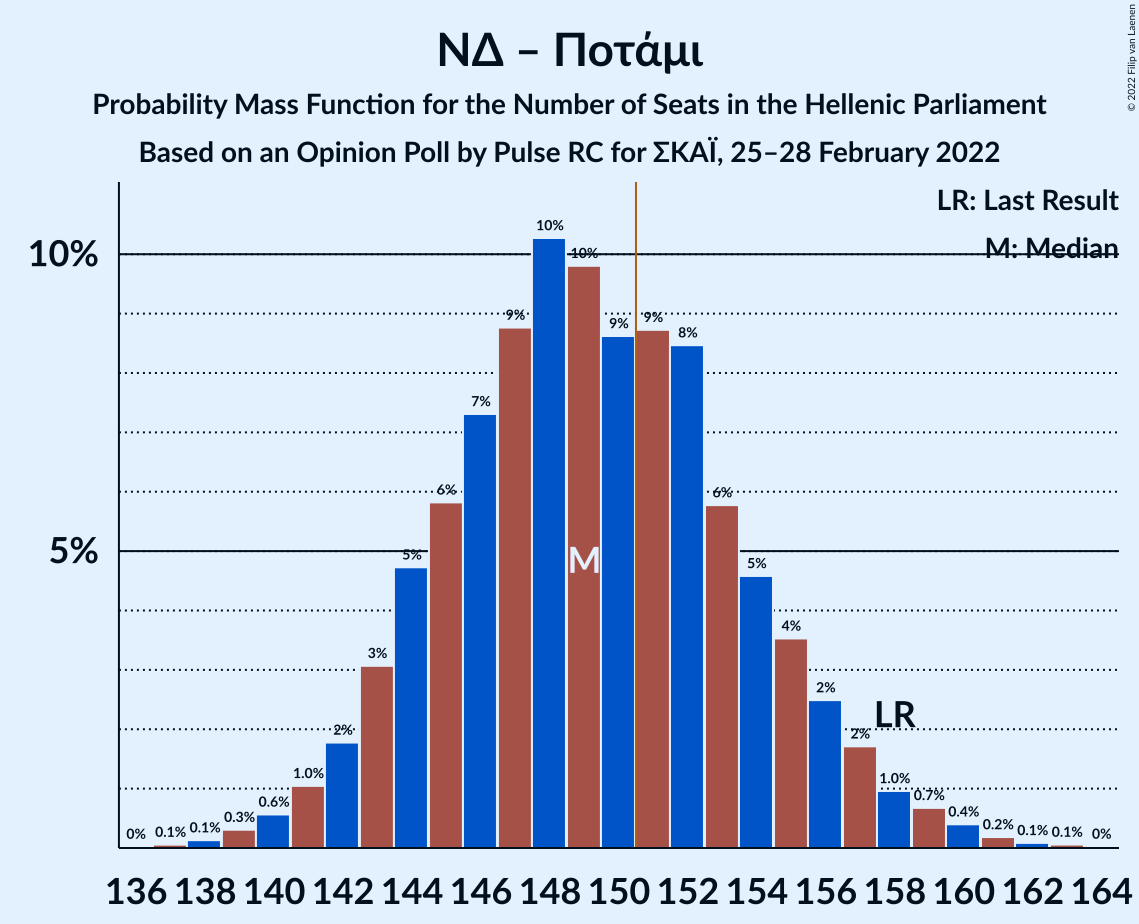 ΝΔ – Ποτάμι
Probability Mass Function for the Number of Seats in the Hellenic Parliament
Based on an Opinion Poll by Pulse RC for ΣΚΑΪ, 25–28 February 2022
© 2022 Filip van Laenen
LR: Last Result
M: Median
10%
5%
0% 0.1% 0.1% 0.3% 0.6% 1.0% 2% 3% 5% 6% 7% 9% 10% 10% 9% 9% 8% 6% 5% 4% 2% 2% 1.0% 0.7% 0.4% 0.2% 0.1% 0.1% 0%
M
LR
136 138 140 142 144 146 148 150 152 154 156 158 160 162 164